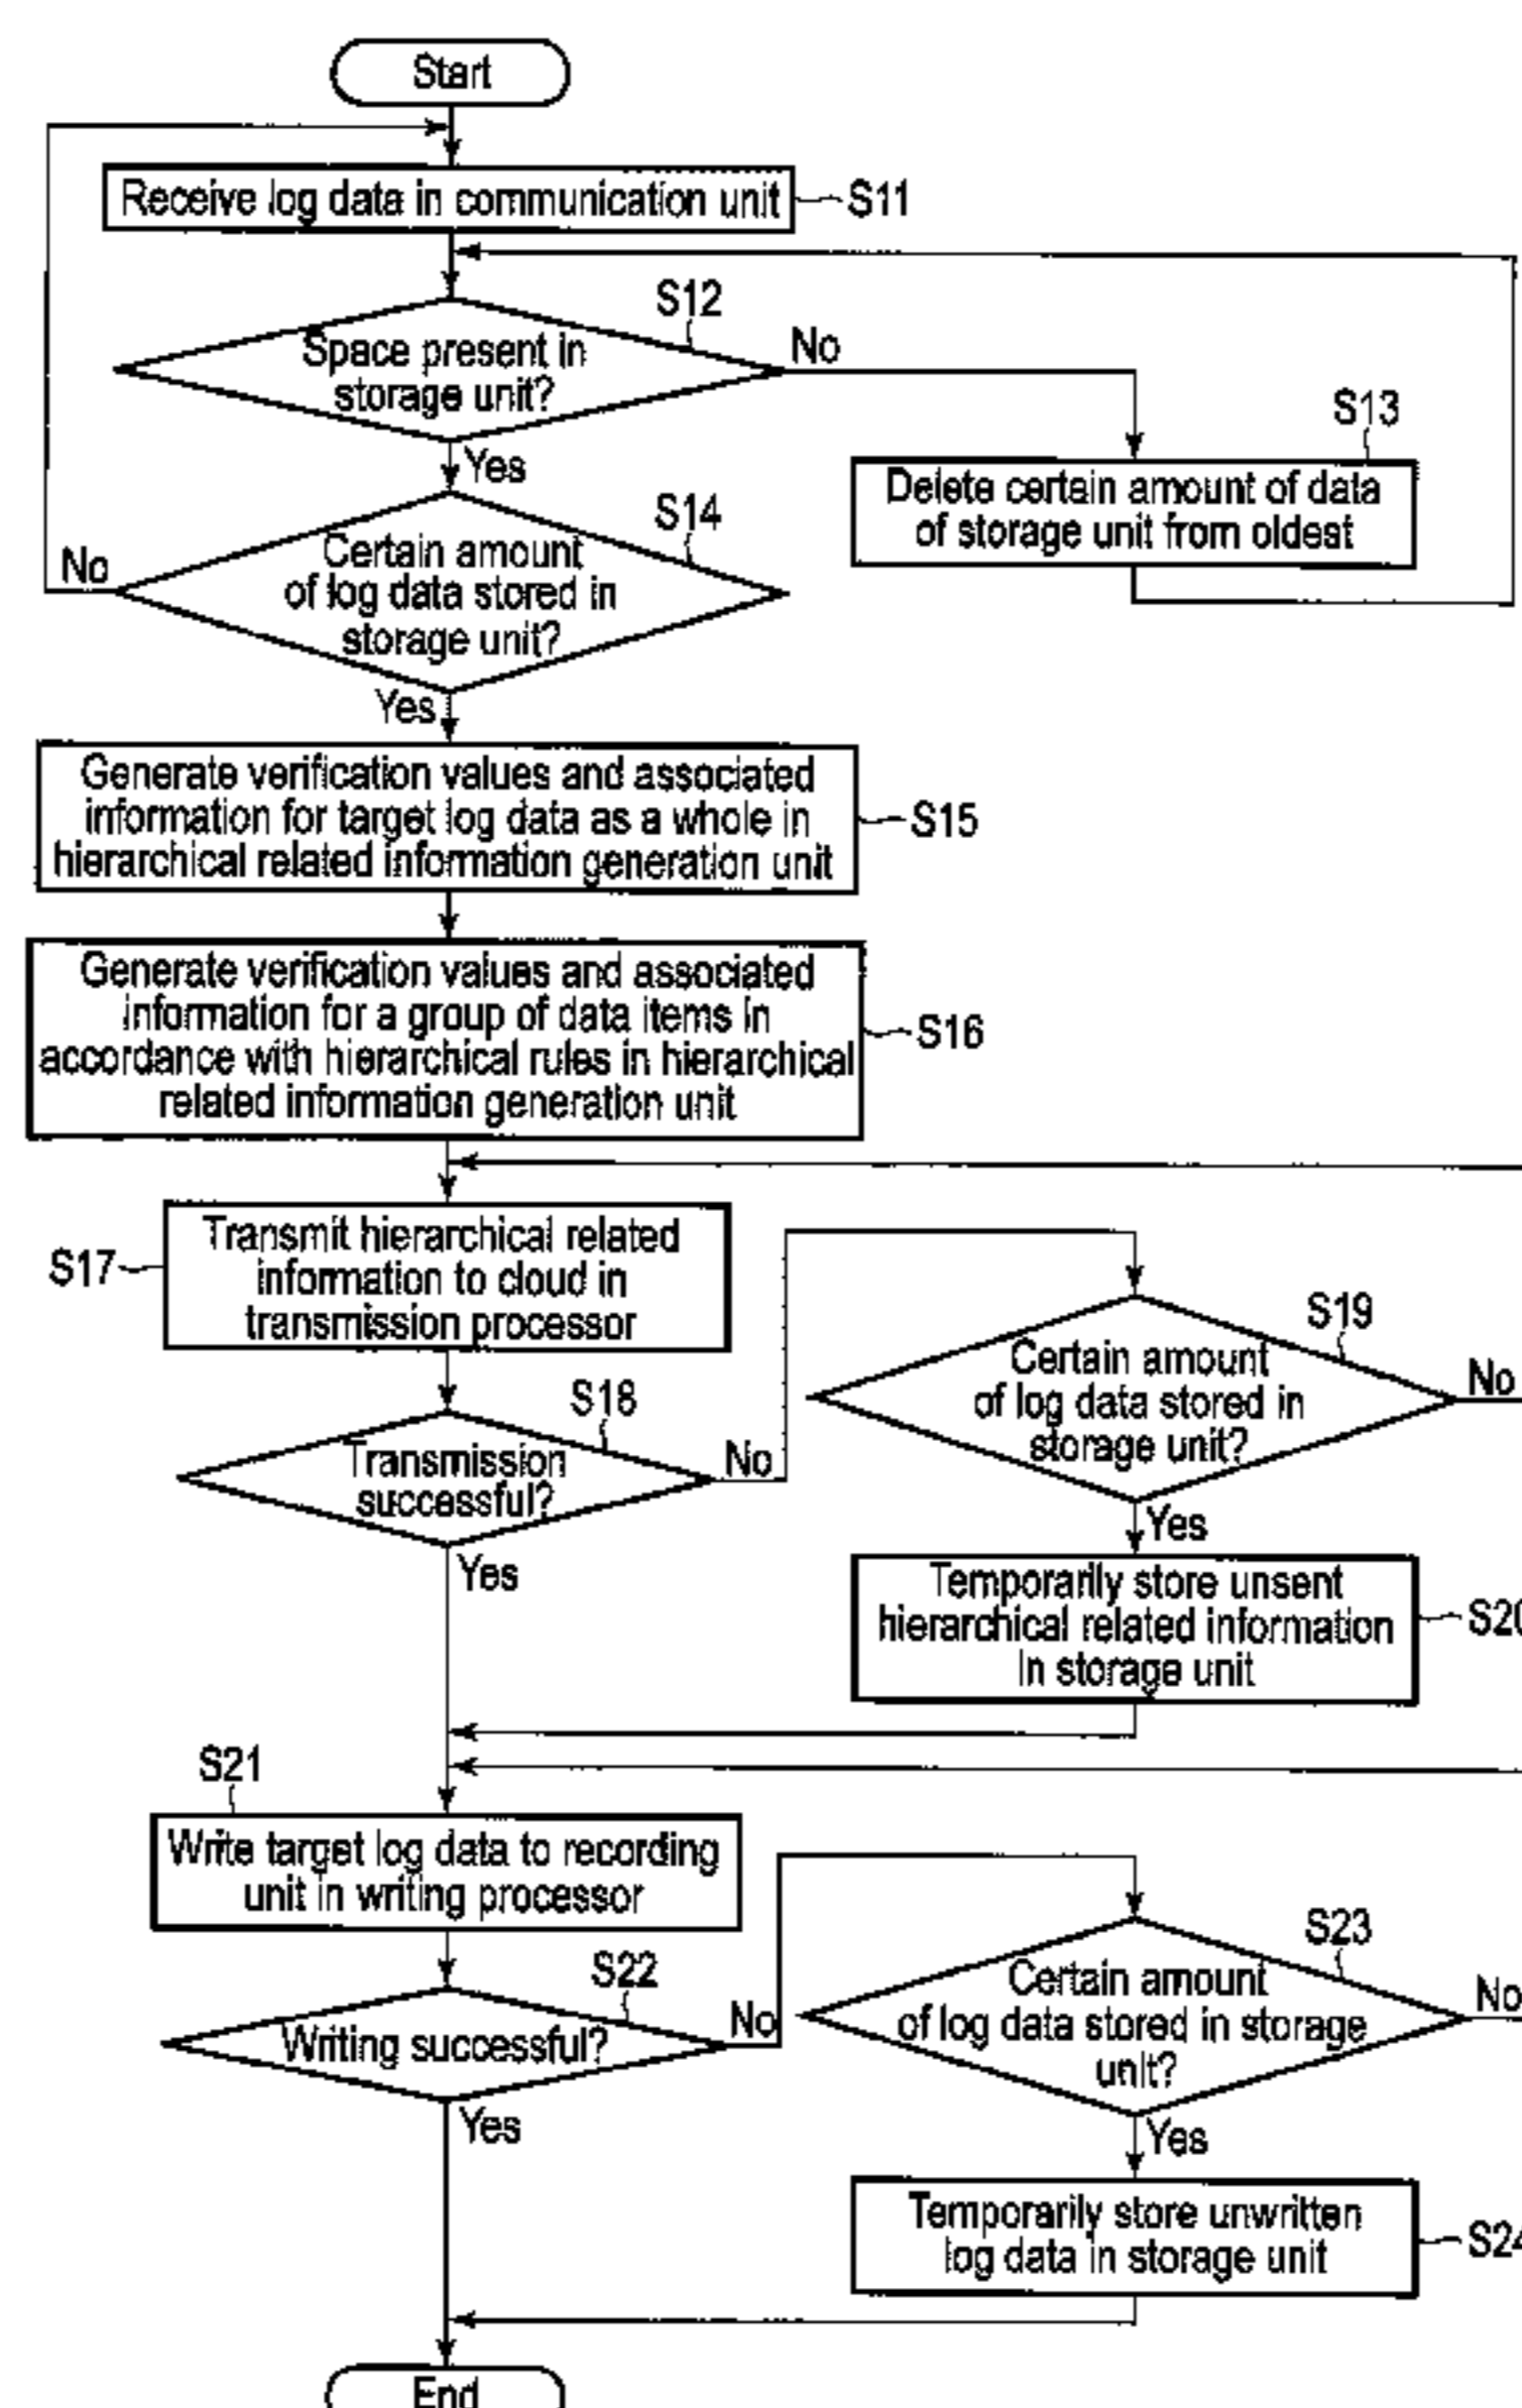 Start
Receive log data in communication unit
S11
S12
Space present in
storage unit?
No
Yes
S13
Delete certain amount of data
of storage unit from oldest
S14
Certain amount
of log data stored in
storage unit?
No
Yes
Generate verification values and associated
information for target log data as a whole in
hierarchical related information generation unit
S15
Generate verification values and associated
information for a group of data items in
accordance with hierarchical rules in hierarchical
related information generation unit
S16
S17
Transmit hierarchical related
information to cloud in
transmission processor
S18
Transmission
successful?
No
Yes
S19
Certain amount
of log data stored in
storage unit?
No
Yes
Temporarily store unsent
hierarchical related information
in storage unit
S20
S21
Write target log data to recording
unit in writing processor
S22
Writing successful?
No
Yes
S23
Certain amount
of log data stored in storage
unit?
No
Yes
Temporarily store unwritten
log data in storage unit
S24
End